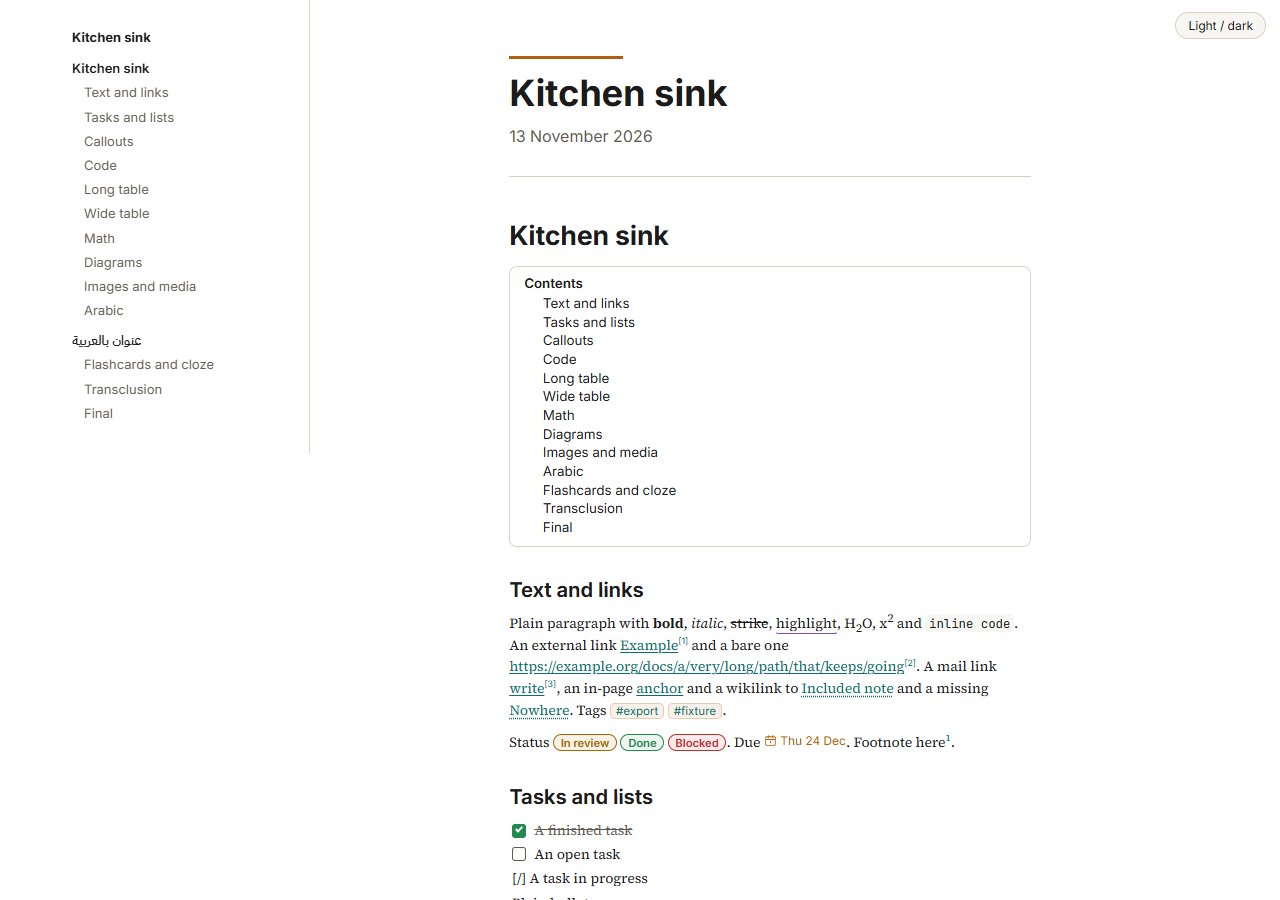 Light / dark
Kitchen sink
Kitchen sink
Text and links
Tasks and lists
Callouts
Code
Long table
Wide table
Math
Diagrams
Images and media
Arabic
عنوان بالعربية
Flashcards and cloze
Transclusion
Final
Kitchen sink
13 November 2026
Kitchen sink
Contents
Text and links
Tasks and lists
Callouts
Code
Long table
Wide table
Math
Diagrams
Images and media
Arabic
Flashcards and cloze
Transclusion
Final
Text and links
Plain paragraph with bold, italic, strike, highlight, H2O, x2 and inline code.
An external link Example[1] and a bare one
https://example.org/docs/a/very/long/path/that/keeps/going[2]. A mail link
write[3], an in-page anchor and a wikilink to Included note and a missing
Nowhere. Tags #export #fixture.
Status In review Done Blocked. Due Thu 24 Dec. Footnote here1.
Tasks and lists
A finished task
An open task
[/] A task in progress